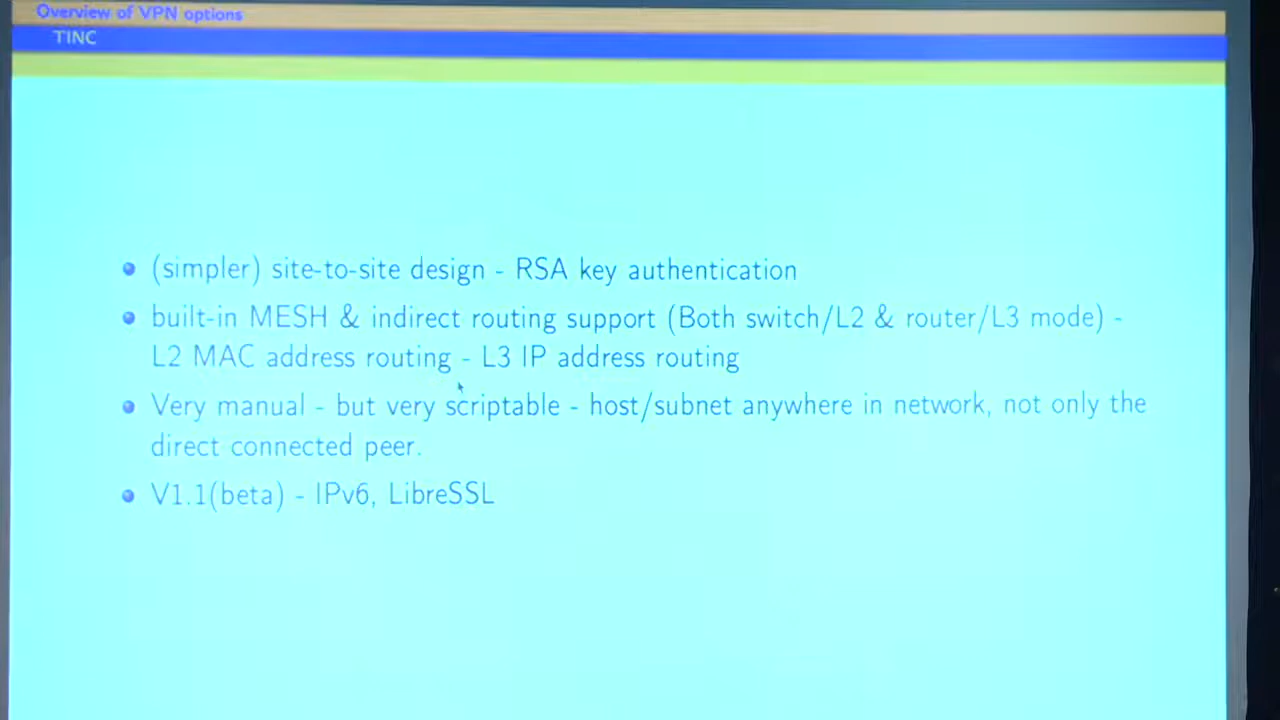 Overview of VPN options
TINC
(simpler) site-to-site design - RSA key authentication
built-in MESH & indirect routing support (Both switch/L2 & router/L3 mode) -
L2 MAC address routing - L3 IP address routing
Very manual - but very scriptable - host/subnet anywhere in network, not only the
direct connected peer.
V1.1(beta) - IPv6, LibreSSL